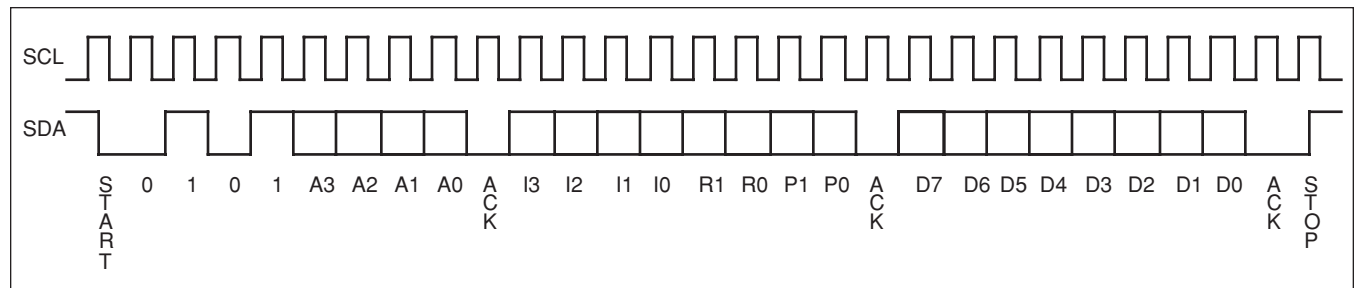 SCL
SDA
START 0 1 0 1 A3 A2 A1 A0 ACK I3 I2 I1 I0 R1 R0 P1 P0 ACK D7 D6 D5 D4 D3 D2 D1 D0 ACK STOP